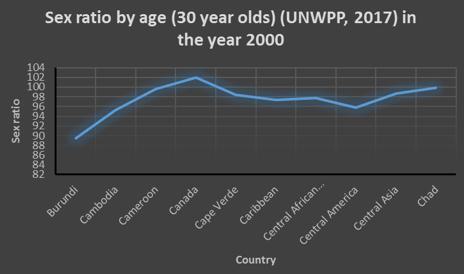 Sex ratio by age (30 year olds) (UNWPP, 2017) in
the year 2000
104
102
100
98
96
94
92
90
88
86
84
82
Sex ratio
Burundi
Cambodia
Cameroon
Canada
Cape Verde
Caribbean
Central African...
Central America
Central Asia
Chad
Country